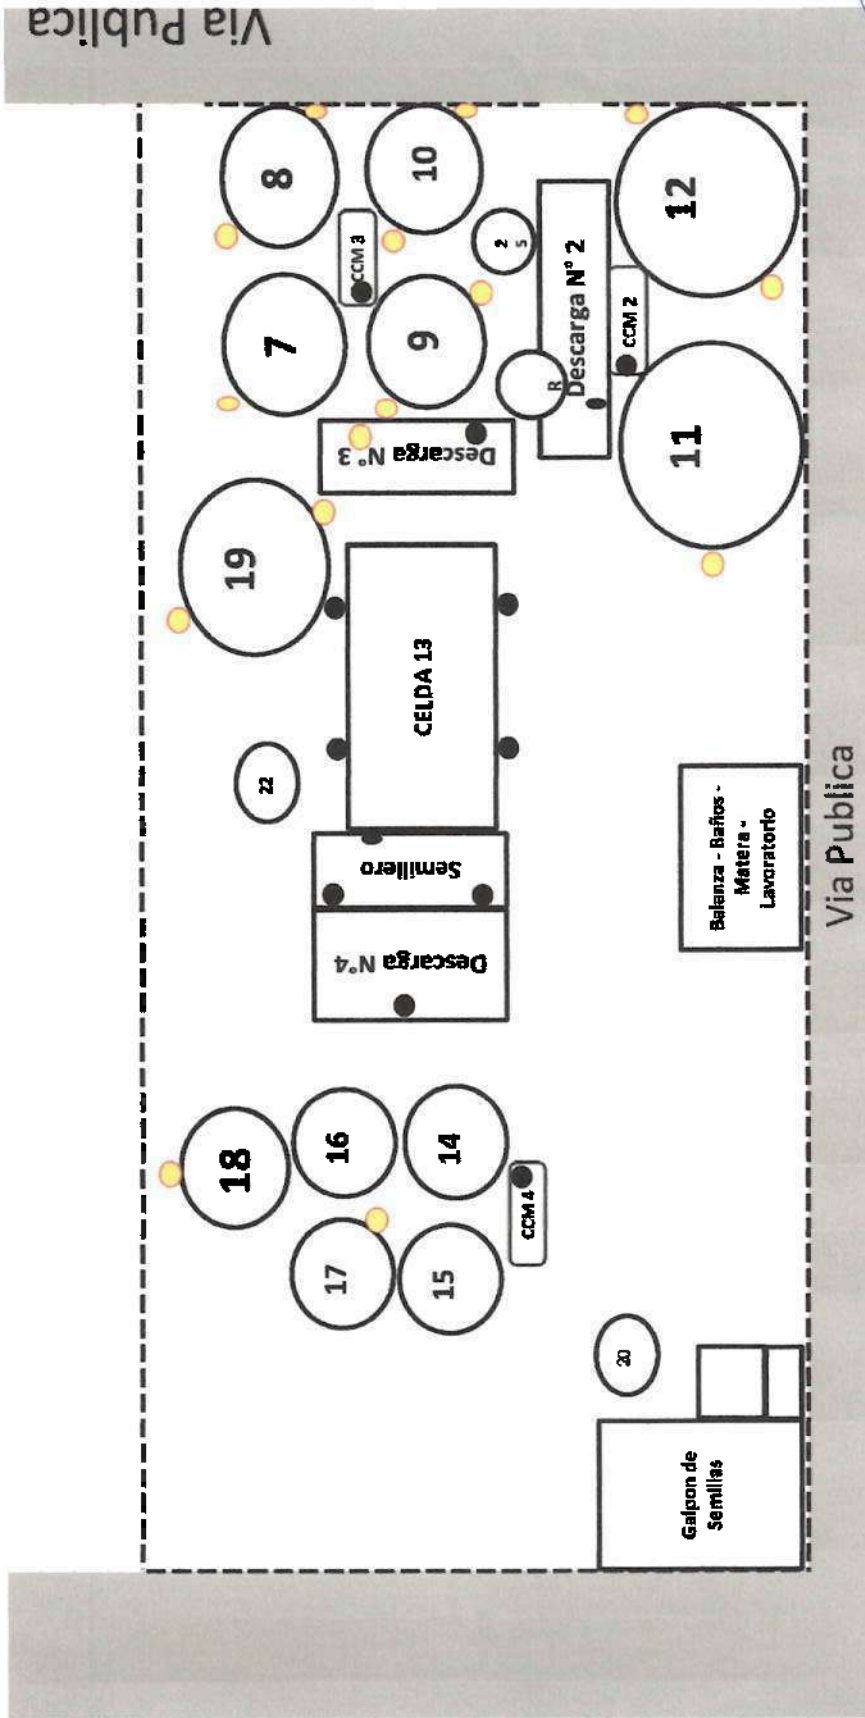 Via Publica
8
10
12
CCM 3
2
S
7
9
Descarga N° 2
CCM 2
R
11
Descarga N°3
19
CELDA 13
22
Semillero
Descarga N°4
Balanza - Baños -
Matera -
Lavoratorio
Via Publica
18
16
14
17
15
CCM 4
20
Galpon de
Semillas